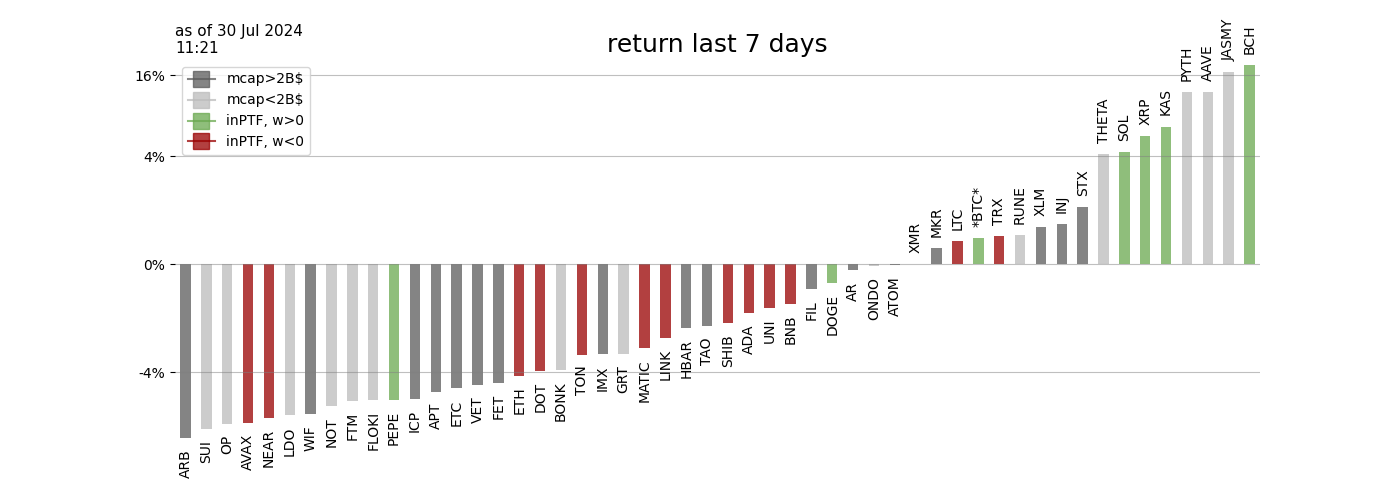 as of 30 Jul 2024
11:21
return last 7 days
mcap>2B$
mcap<2B$
inPTF, w>0
inPTF, w<0
16%
4%
0%
-4%
ARB
SUI
OP
AVAX
NEAR
LDO
WIF
NOT
FTM
FLOKI
PEPE
ICP
APT
ETC
VET
FET
ETH
DOT
BONK
TON
IMX
GRT
MATIC
LINK
HBAR
TAO
SHIB
ADA
UNI
BNB
FIL
DOGE
AR
ONDO
ATOM
XMR
MKR
LTC
*BTC*
TRX
RUNE
XLM
INJ
STX
THETA
SOL
XRP
KAS
PYTH
AAVE
JASMY
BCH